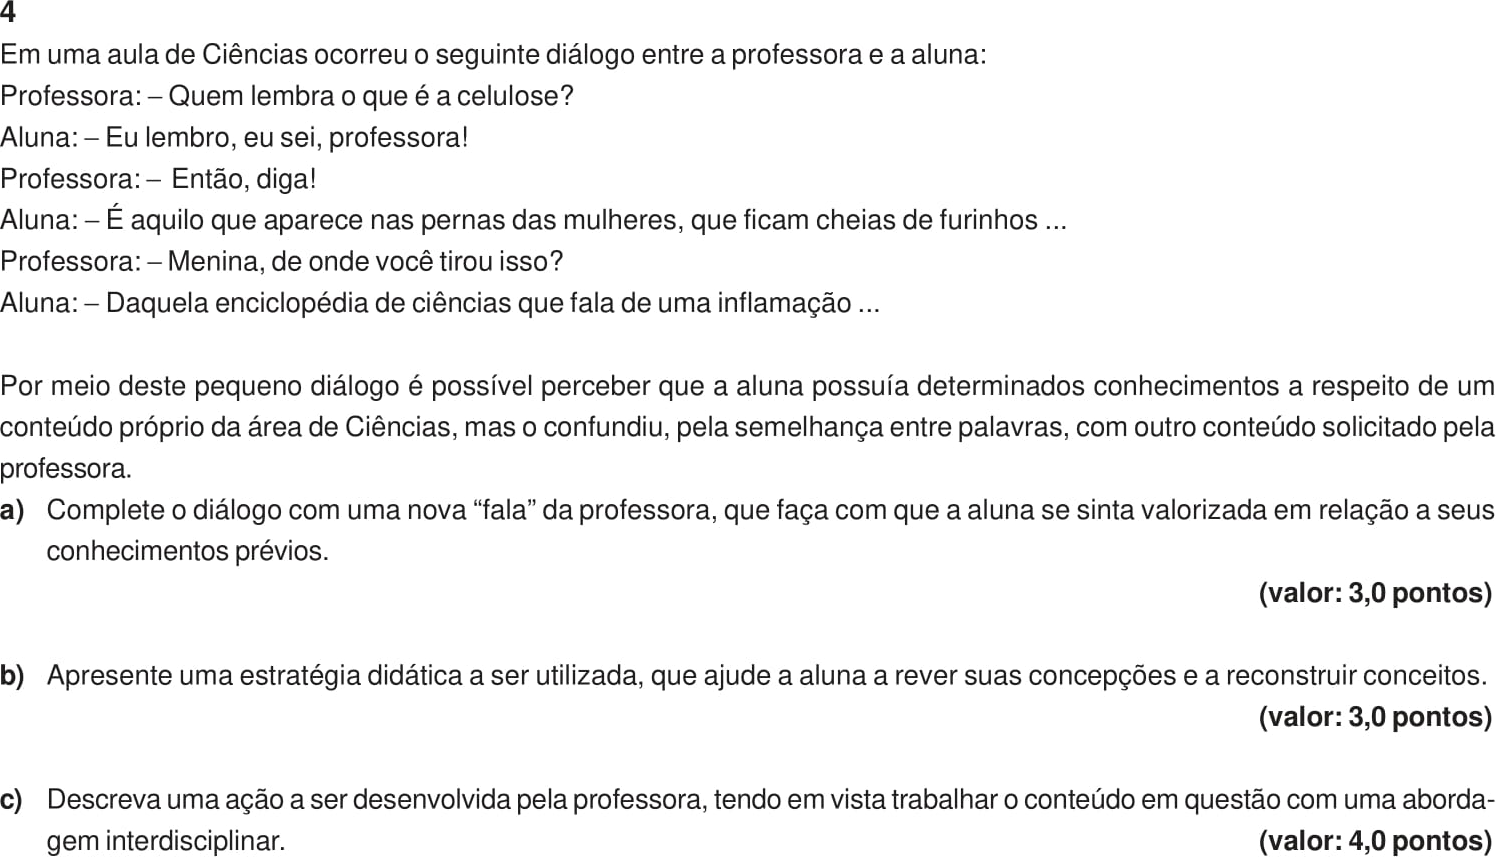 4
Em uma aula de Ciências ocorreu o seguinte diálogo entre a professora e a aluna:
Professora: – Quem lembra o que é a celulose?
Aluna: – Eu lembro, eu sei, professora!
Professora: – Então, diga!
Aluna: – É aquilo que aparece nas pernas das mulheres, que ficam cheias de furinhos ...
Professora: – Menina, de onde você tirou isso?
Aluna: – Daquela enciclopédia de ciências que fala de uma inflamação ...
Por meio deste pequeno diálogo é possível perceber que a aluna possuía determinados conhecimentos a respeito de um
conteúdo próprio da área de Ciências, mas o confundiu, pela semelhança entre palavras, com outro conteúdo solicitado pela
professora.
a) Complete o diálogo com uma nova “fala” da professora, que faça com que a aluna se sinta valorizada em relação a seus
conhecimentos prévios.
(valor: 3,0 pontos)
b) Apresente uma estratégia didática a ser utilizada, que ajude a aluna a rever suas concepções e a reconstruir conceitos.
(valor: 3,0 pontos)
c) Descreva uma ação a ser desenvolvida pela professora, tendo em vista trabalhar o conteúdo em questão com uma aborda-
gem interdisciplinar. (valor: 4,0 pontos)